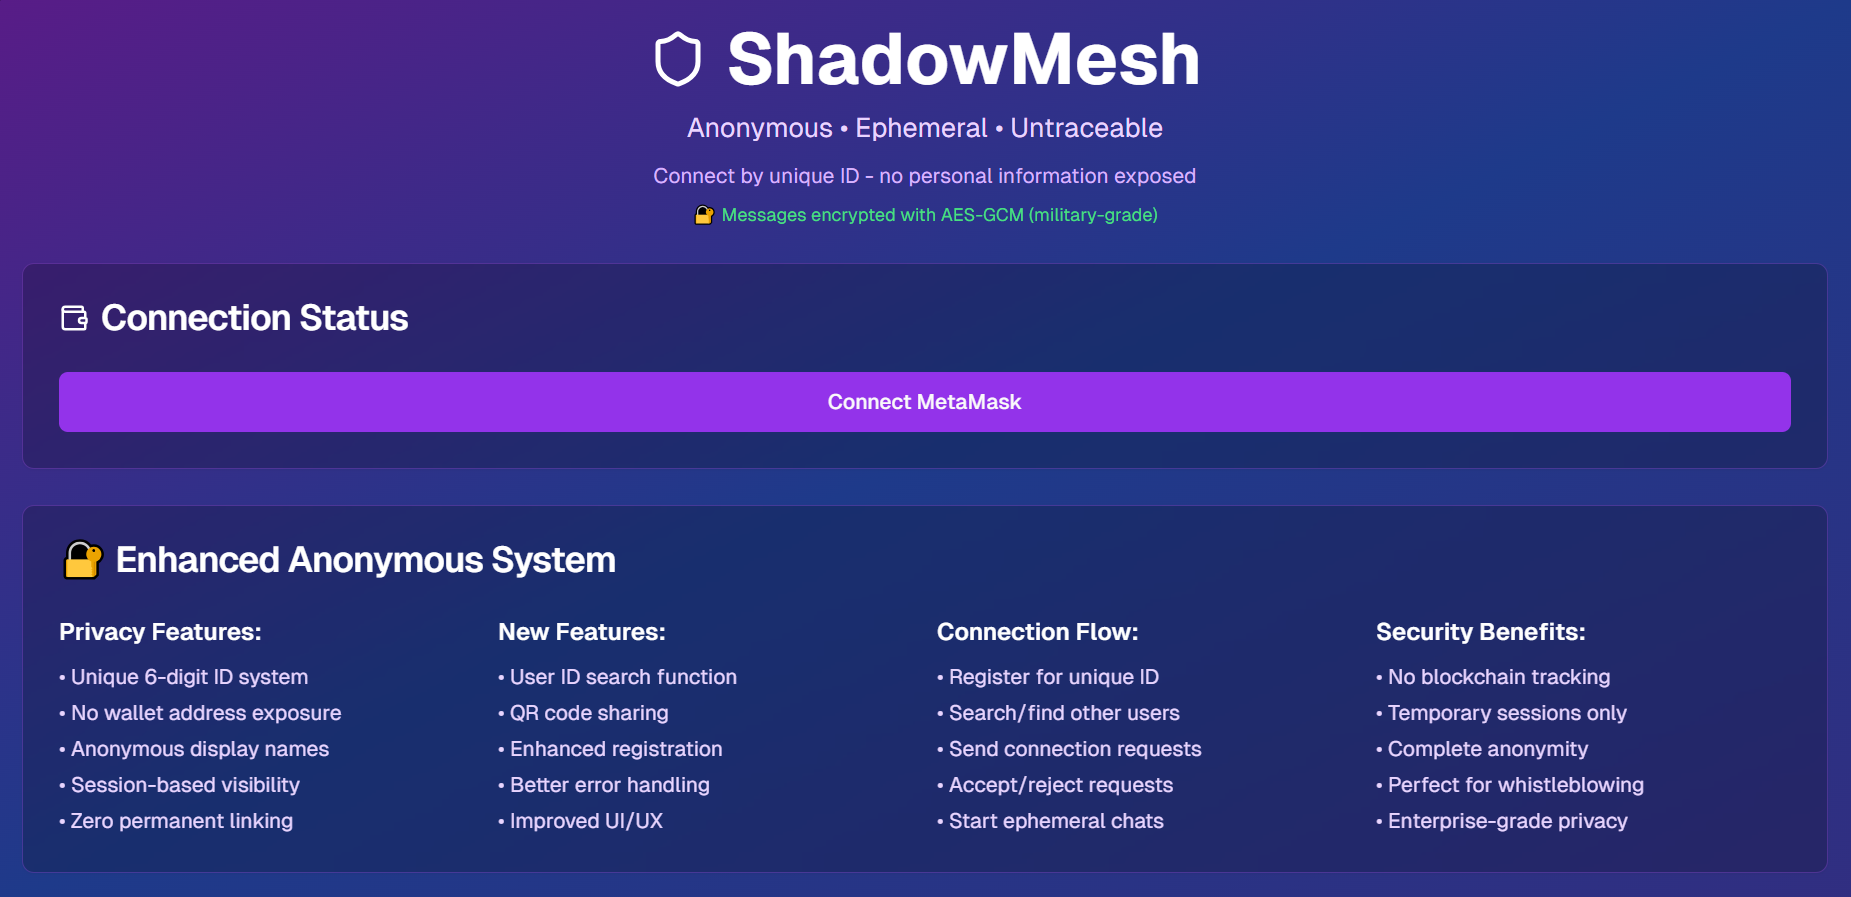 ShadowMesh
Anonymous • Ephemeral • Untraceable
Connect by unique ID - no personal information exposed
🔐 Messages encrypted with AES-GCM (military-grade)
Connection Status
Connect MetaMask
🔐 Enhanced Anonymous System
Privacy Features:
• Unique 6-digit ID system
• No wallet address exposure
• Anonymous display names
• Session-based visibility
• Zero permanent linking
New Features:
• User ID search function
• QR code sharing
• Enhanced registration
• Better error handling
• Improved UI/UX
Connection Flow:
• Register for unique ID
• Search/find other users
• Send connection requests
• Accept/reject requests
• Start ephemeral chats
Security Benefits:
• No blockchain tracking
• Temporary sessions only
• Complete anonymity
• Perfect for whistleblowing
• Enterprise-grade privacy